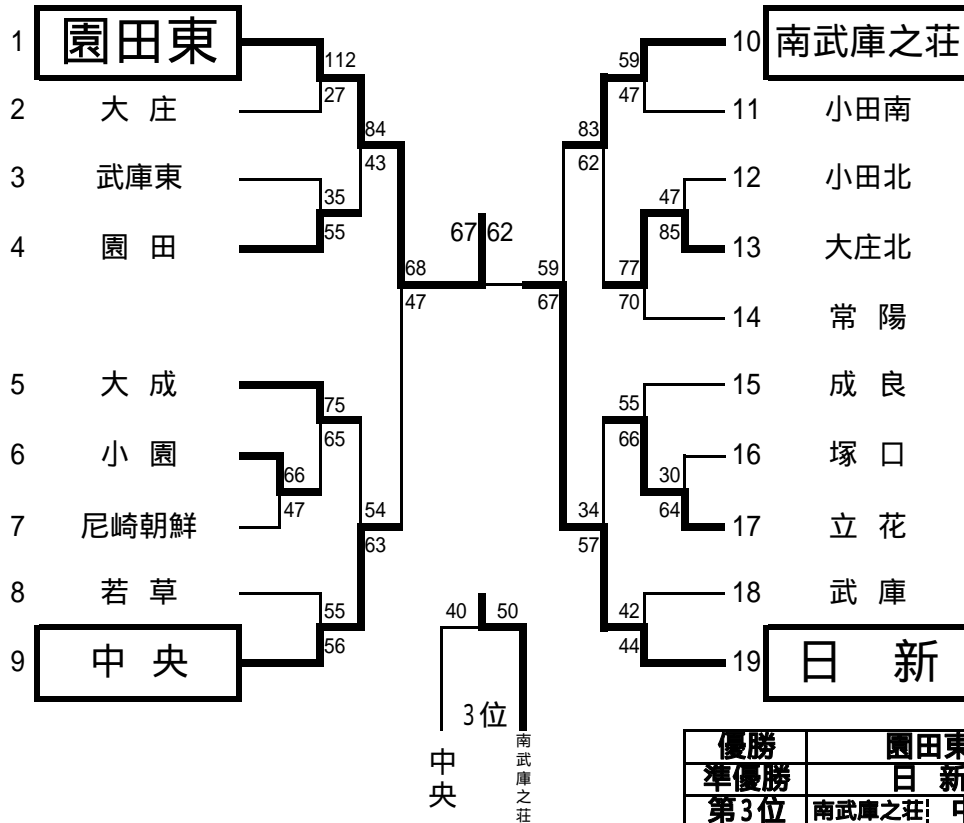 1 園田東
112
27
2 大 庄
84
43
3 武庫東
35
55
4 園 田
68
47
5 大 成
75
65
6 小 園
66
47
7 尼崎朝鮮
54
63
8 若 草
55
56
9 中 央
67 62
10 南武庫之荘
59
47
11 小田南
83
62
12 小田北
47
85
13 大庄北
77
70
14 常 陽
59
67
15 成 良
55
66
16 塚 口
30
64
17 立 花
34
57
18 武 庫
42
44
19 日 新
40 50
3位
中央
南武庫之荘
優勝 園田東
準優勝 日 新
第3位 南武庫之荘 中